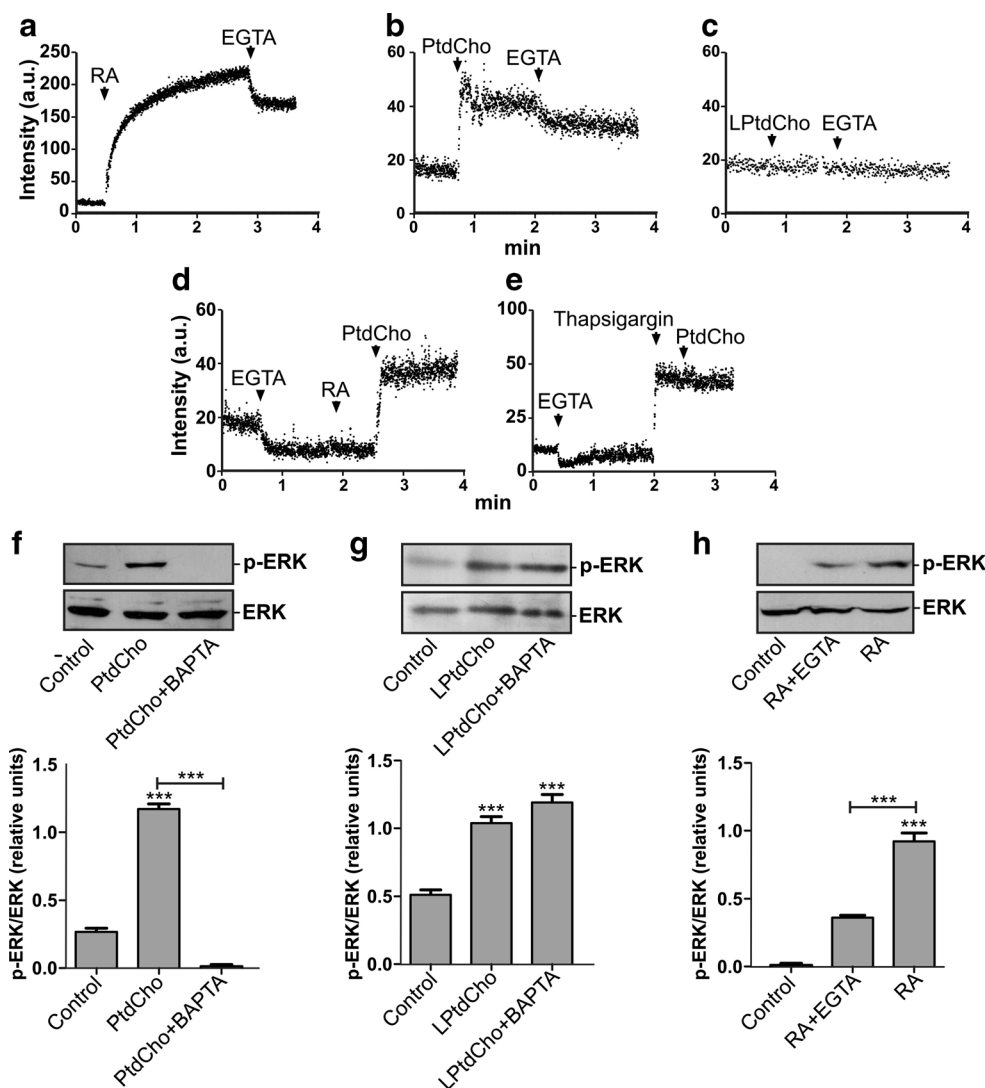 a
b
c
Intensity (a.u.)
250
200
150
100
50
0
RA
EGTA
0 1 2 3 4
60
40
20
0
PtdCho
EGTA
0 1 2 3 4
min
60
40
20
0
LPtdCho
EGTA
0 1 2 3 4
d
e
Intensity (a.u.)
60
40
20
0
EGTA
RA
PtdCho
0 1 2 3 4
100
50
25
0
EGTA
Thapsigargin
PtdCho
0 1 2 3 4
min
f
p-ERK
ERK
-
Control
PtdCho
PtdCho+BAPTA
g
p-ERK
ERK
Control
LPtdCho
LPtdCho+BAPTA
h
p-ERK
ERK
Control
RA+EGTA
RA
p-ERK/ERK (relative units)
1.5
1.0
0.5
0.0
***
***
Control
PtdCho
PtdCho+BAPTA
p-ERK/ERK (relative units)
1.5
1.0
0.5
0.0
***
***
Control
LPtdCho
LPtdCho+BAPTA
p-ERK/ERK (relative units)
1.5
1.0
0.5
0.0
***
***
Control
RA+EGTA
RA